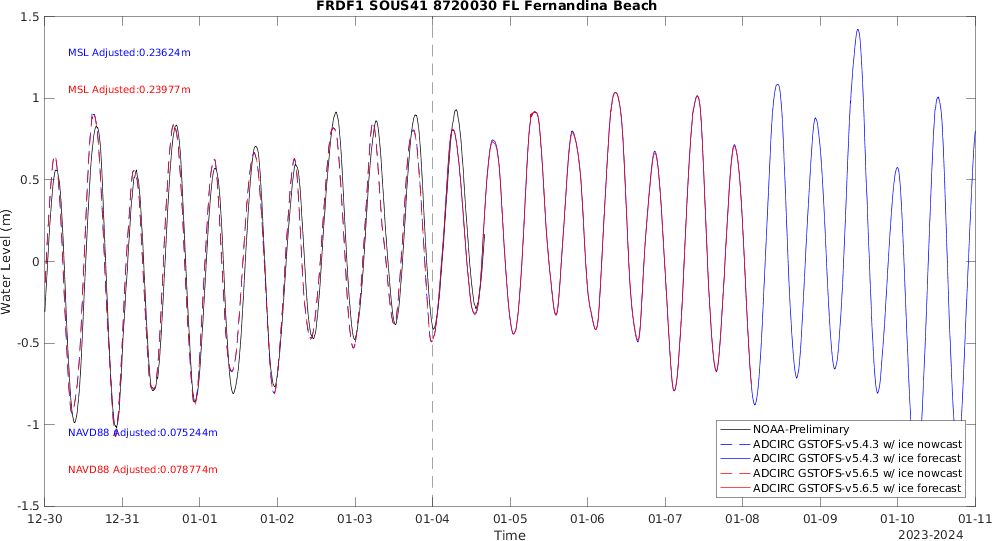 FRDF1 SOUS41 8720030 FL Fernandina Beach
1.5
1
0.5
0
-0.5
-1
-1.5
Water Level (m)
MSL Adjusted:0.23624m
MSL Adjusted:0.23977m
NAVD88 Adjusted:0.075244m
NAVD88 Adjusted:0.078774m
NOAA-Preliminary
ADCIRC GSTOFS-v5.4.3 w/ ice nowcast
ADCIRC GSTOFS-v5.4.3 w/ ice forecast
ADCIRC GSTOFS-v5.6.5 w/ ice nowcast
ADCIRC GSTOFS-v5.6.5 w/ ice forecast
12-30 12-31 01-01 01-02 01-03 01-04 01-05 01-06 01-07 01-08 01-09 01-10 01-11
Time
2023-2024